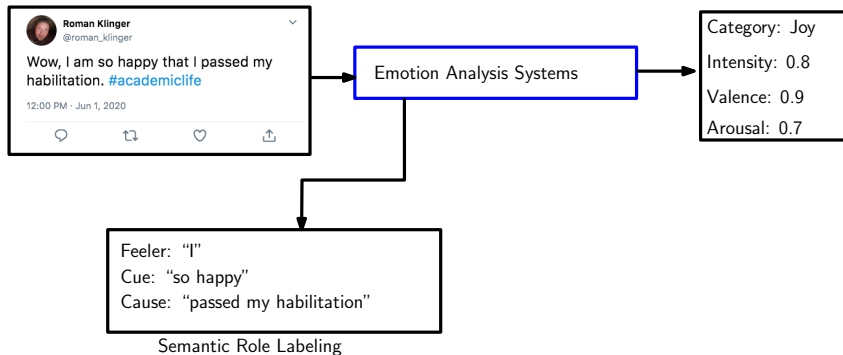 Roman Klinger
@roman_klinger
Wow, I am so happy that I passed my
habilitation. #academiclife
12:00 PM · Jun 1, 2020
Emotion Analysis Systems
Category: Joy
Intensity: 0.8
Valence: 0.9
Arousal: 0.7
Feeler: “I”
Cue: “so happy”
Cause: “passed my habilitation”
Semantic Role Labeling